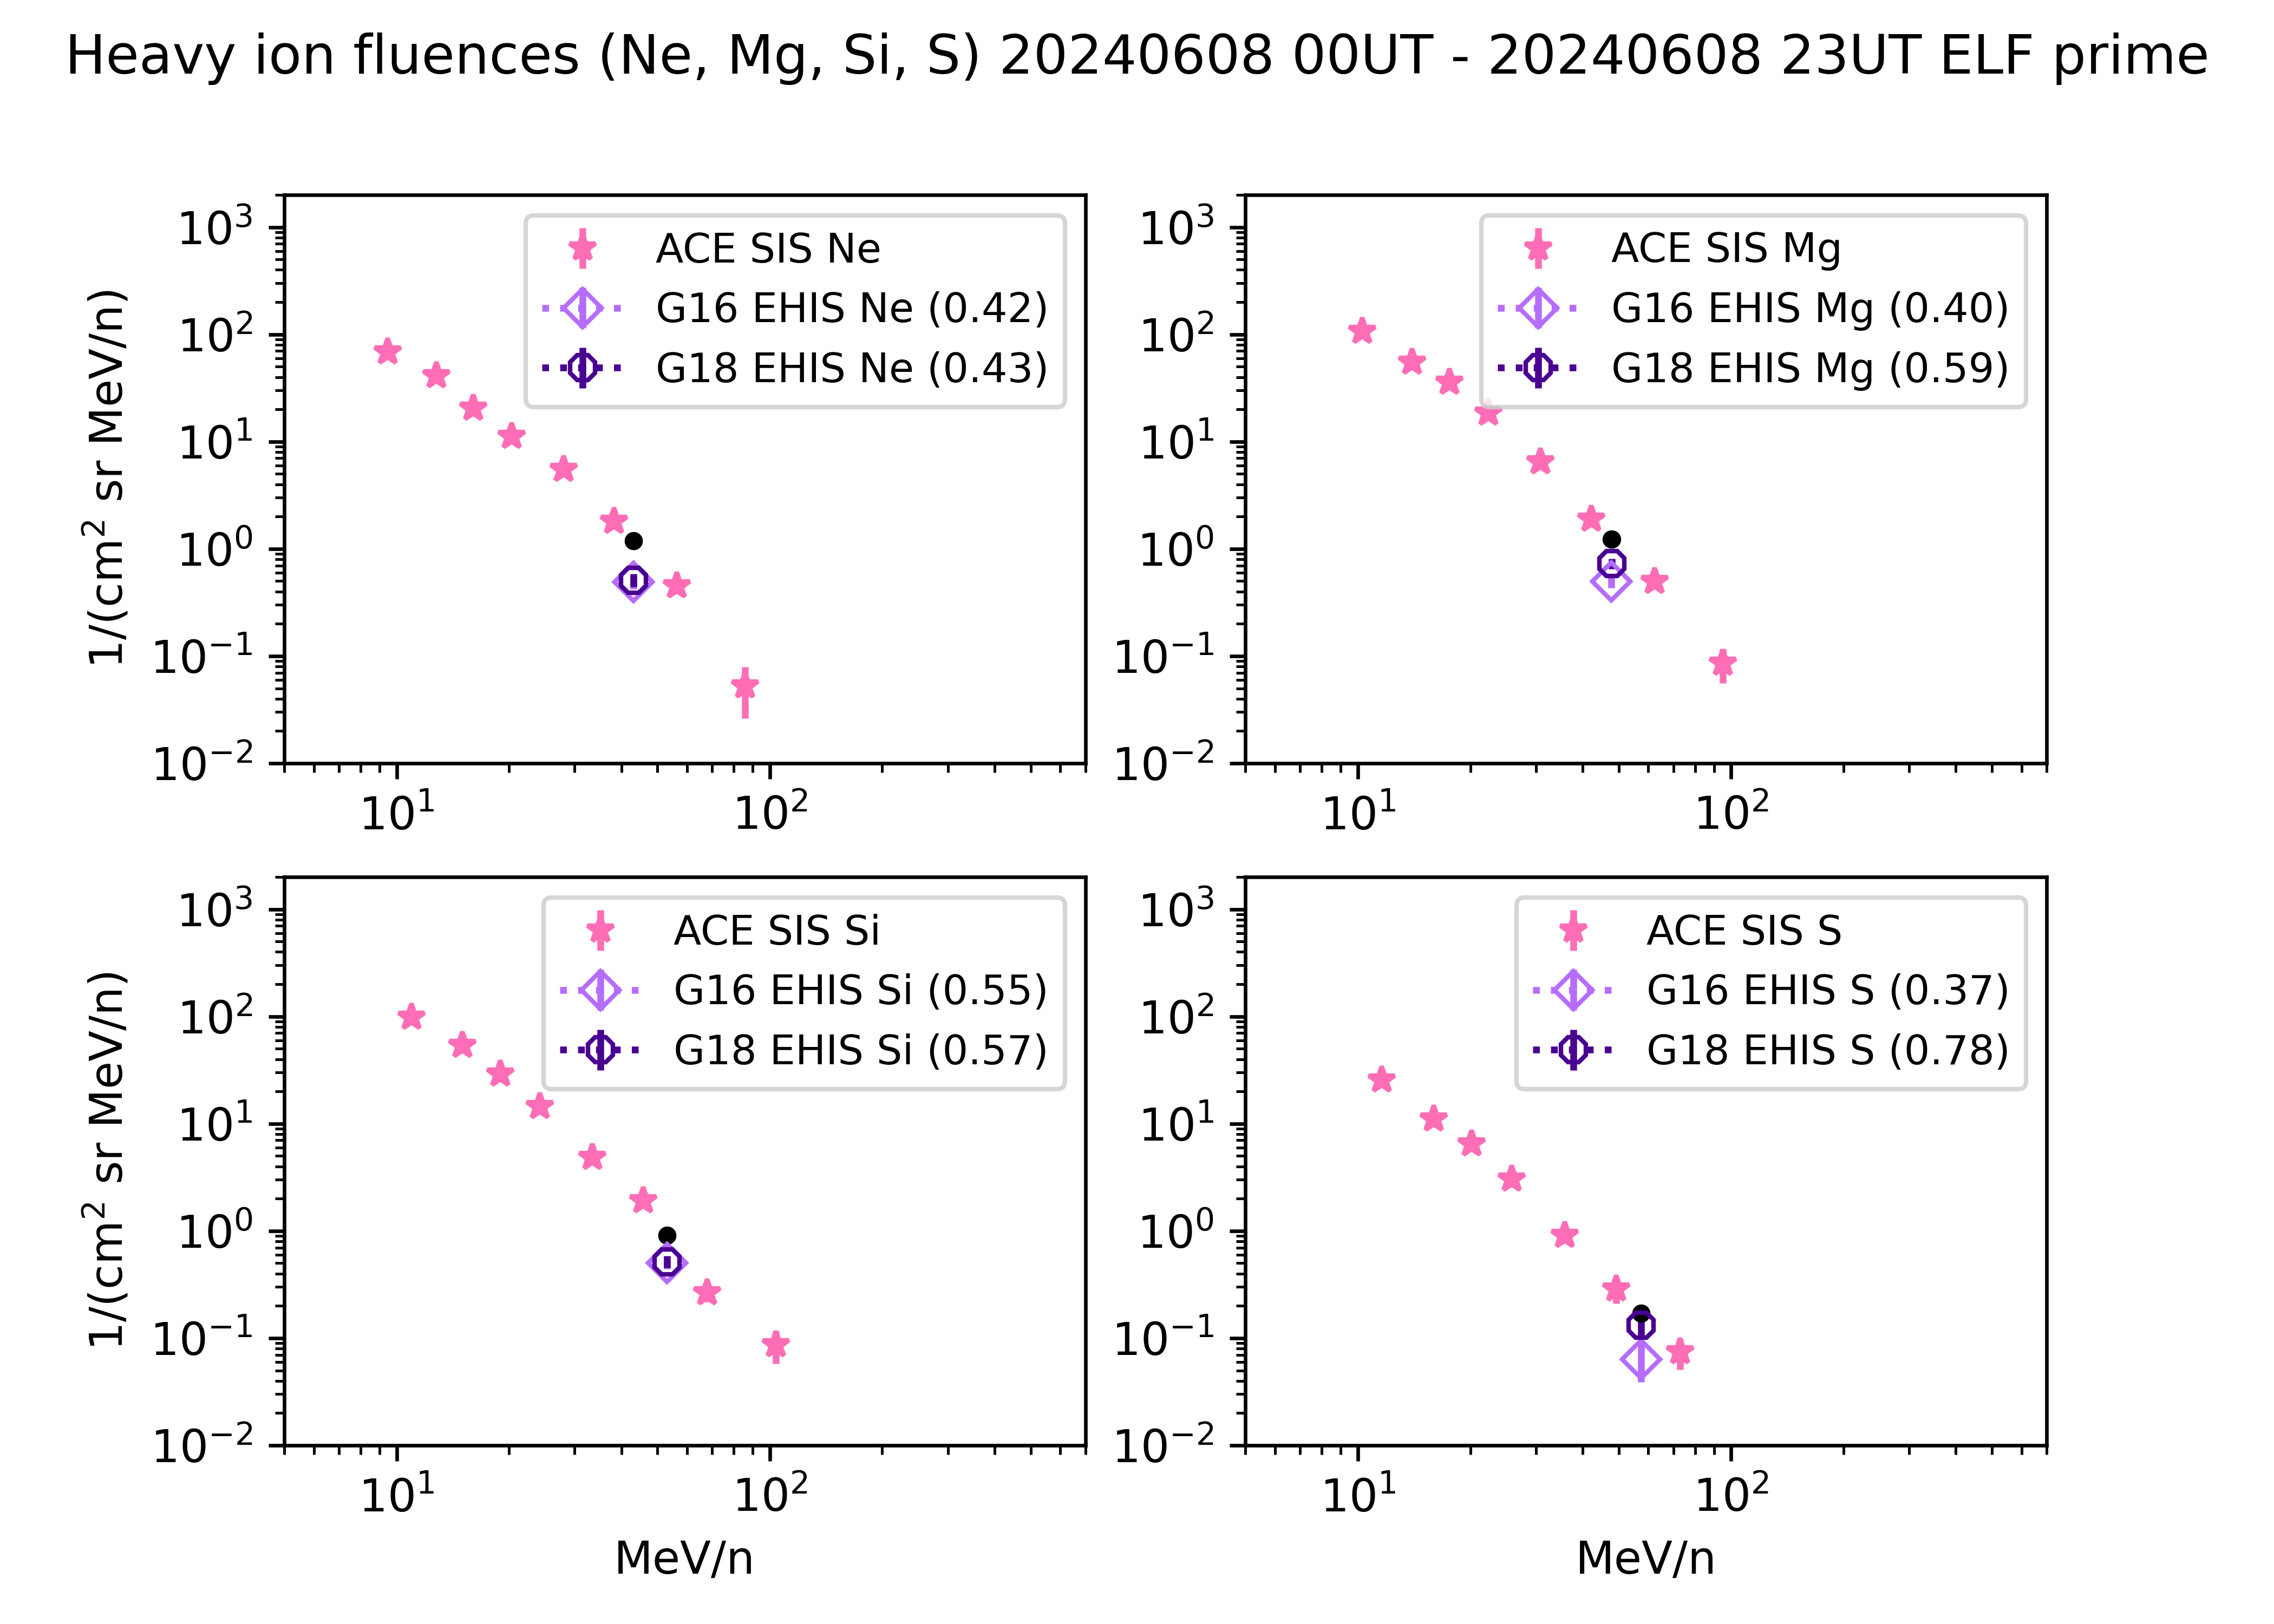 Heavy ion fluences (Ne, Mg, Si, S) 20240608 00UT - 20240608 23UT ELF prime
1/(cm² sr MeV/n)
10³
10²
10¹
10⁰
10⁻¹
10⁻²
10¹
10²
ACE SIS Ne
G16 EHIS Ne (0.42)
G18 EHIS Ne (0.43)
10³
10²
10¹
10⁰
10⁻¹
10⁻²
10¹
10²
ACE SIS Mg
G16 EHIS Mg (0.40)
G18 EHIS Mg (0.59)
1/(cm² sr MeV/n)
10³
10²
10¹
10⁰
10⁻¹
10⁻²
10¹
10²
MeV/n
ACE SIS Si
G16 EHIS Si (0.55)
G18 EHIS Si (0.57)
10³
10²
10¹
10⁰
10⁻¹
10⁻²
10¹
10²
MeV/n
ACE SIS S
G16 EHIS S (0.37)
G18 EHIS S (0.78)